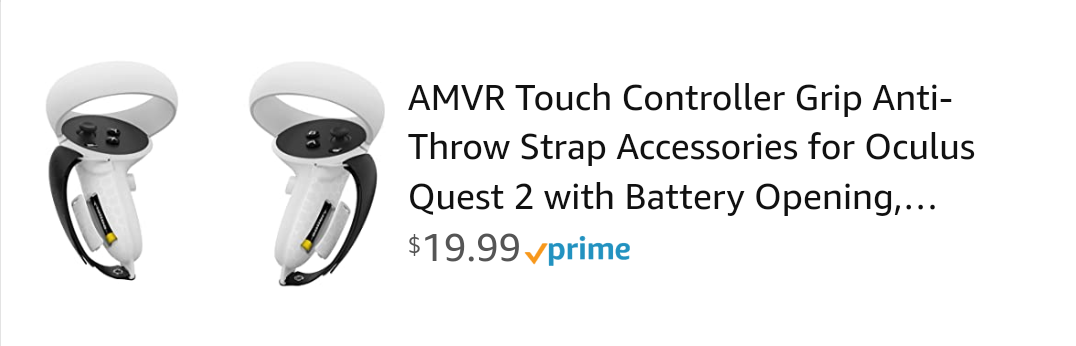 AMVR Touch Controller Grip Anti-
Throw Strap Accessories for Oculus
Quest 2 with Battery Opening,...
$19.99 prime